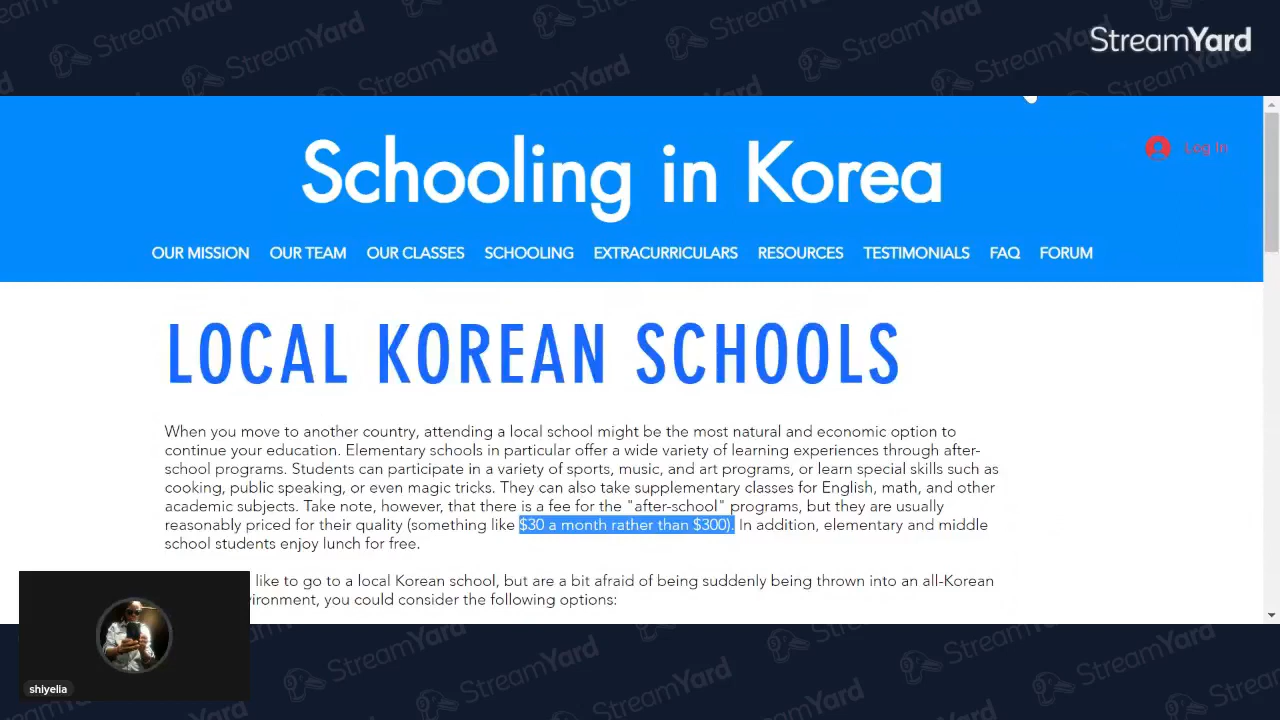 StreamYard
Schooling in Korea
Log In
OUR MISSION OUR TEAM OUR CLASSES SCHOOLING EXTRACURRICULARS RESOURCES TESTIMONIALS FAQ FORUM
LOCAL KOREAN SCHOOLS
When you move to another country, attending a local school might be the most natural and economic option to
continue your education. Elementary schools in particular offer a wide variety of learning experiences through after-
school programs. Students can participate in a variety of sports, music, and art programs, or learn special skills such as
cooking, public speaking, or even magic tricks. They can also take supplementary classes for English, math, and other
academic subjects. Take note, however, that there is a fee for the "after-school" programs, but they are usually
reasonably priced for their quality (something like $30 a month rather than $300). In addition, elementary and middle
school students enjoy lunch for free.
like to go to a local Korean school, but are a bit afraid of being suddenly being thrown into an all-Korean
you could consider the following options:
shiyelia